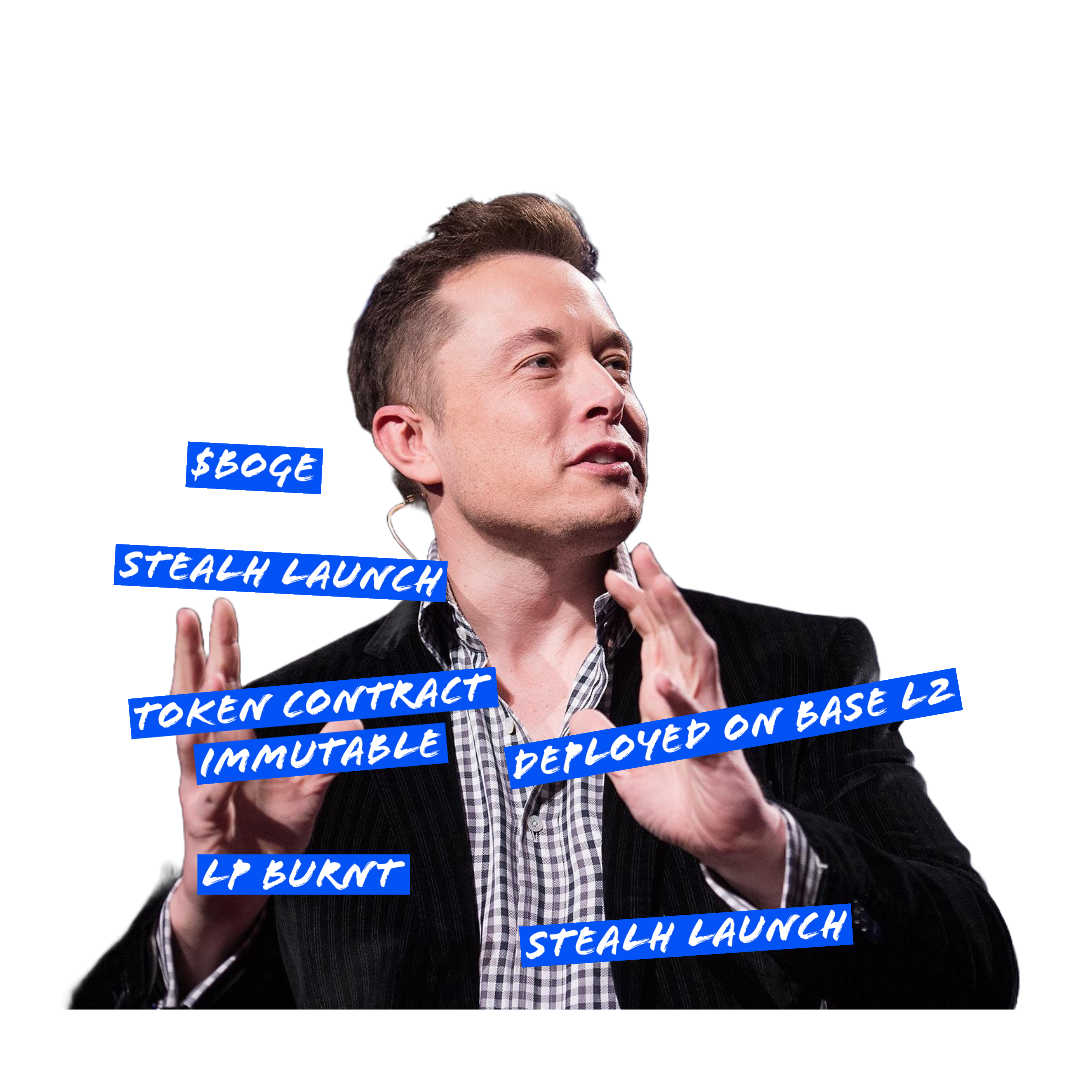 $BOGE
STEALH LAUNCH
TOKEN CONTRACT
IMMUTABLE
DEPLOYED ON BASE L2
LP BURNT
STEALH LAUNCH